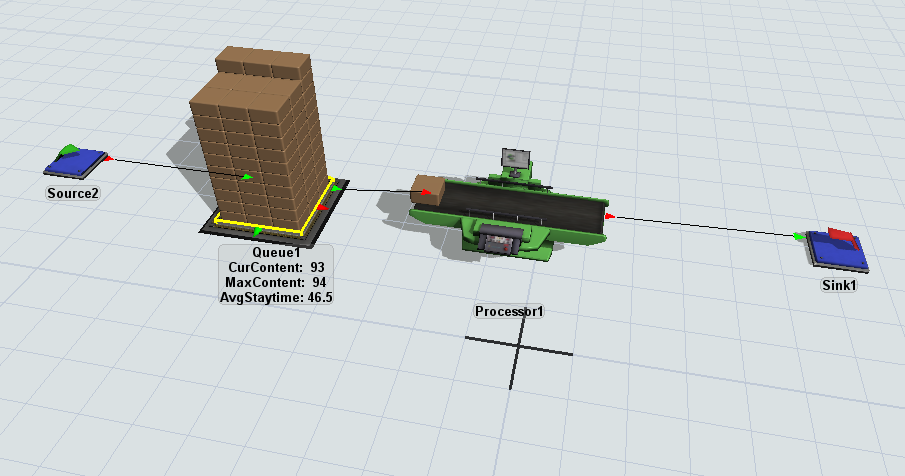 Source2
Queue1
CurContent: 93
MaxContent: 94
AvgStaytime: 46.5
Processor1
Sink1